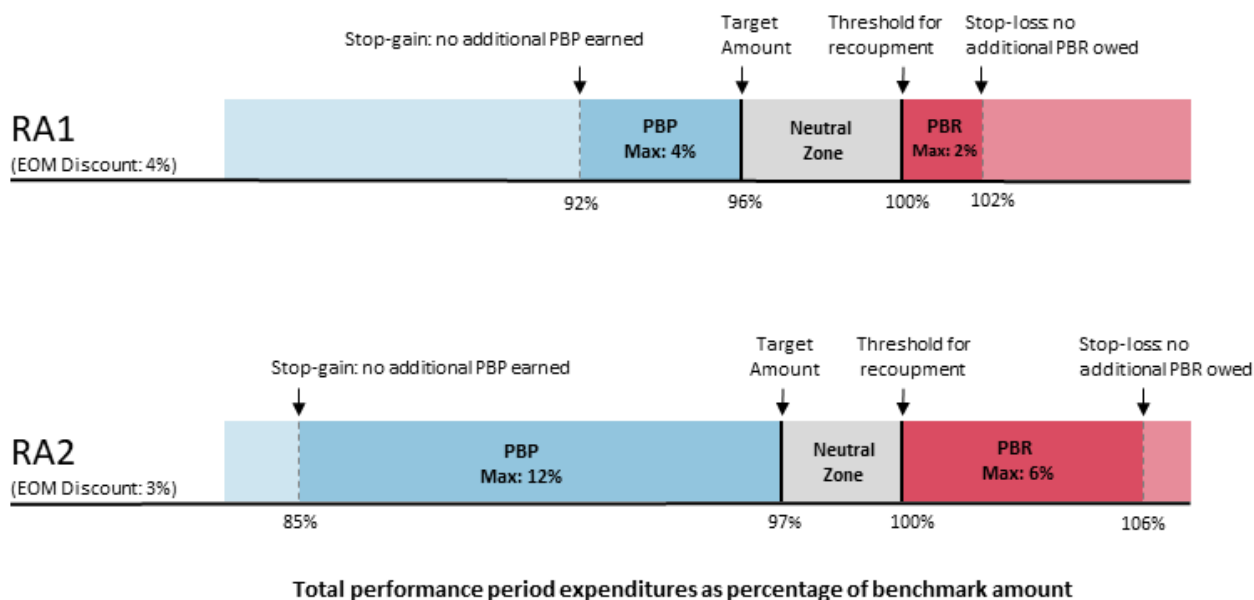 Stop-gain: no additional PBP earned
Target
Amount
Threshold for
recoupment
Stop-loss: no
additional PBR owed
RA1
(EOM Discount: 4%)
PBP
Max: 4%
Neutral
Zone
PBR
Max: 2%
92%
96%
100%
102%
Stop-gain: no additional PBP earned
Target
Amount
Threshold for
recoupment
Stop-loss: no
additional PBR owed
RA2
(EOM Discount: 3%)
PBP
Max: 12%
Neutral
Zone
PBR
Max: 6%
85%
97%
100%
106%
Total performance period expenditures as percentage of benchmark amount